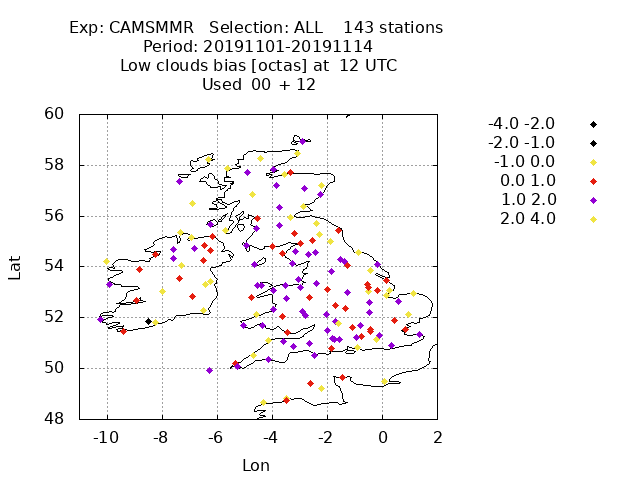 Exp: CAMSMMR Selection: ALL 143 stations
Period: 20191101-20191114
Low clouds bias [octas] at 12 UTC
Used 00 + 12
-4.0 -2.0
-2.0 -1.0
-1.0 0.0
0.0 1.0
1.0 2.0
2.0 4.0
60
58
56
54
52
50
48
Lat
-10 -8 -6 -4 -2 0 2
Lon